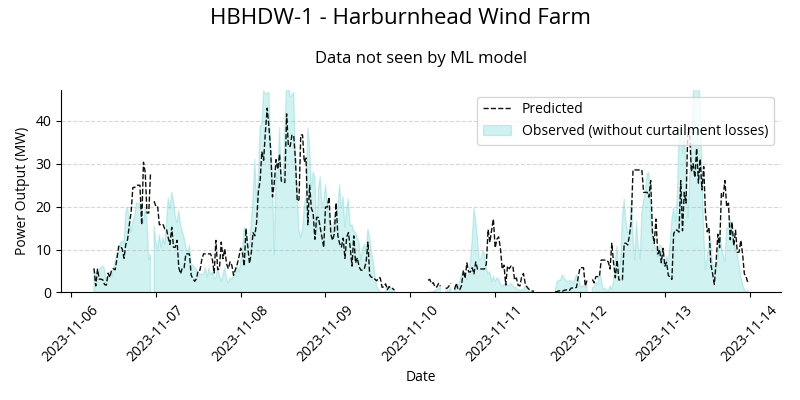 HBHDW-1 - Harburnhead Wind Farm
Data not seen by ML model
Predicted
Observed (without curtailment losses)
Power Output (MW)
40
30
20
10
0
2023-11-06
2023-11-07
2023-11-08
2023-11-09
2023-11-10
2023-11-11
2023-11-12
2023-11-13
2023-11-14
Date